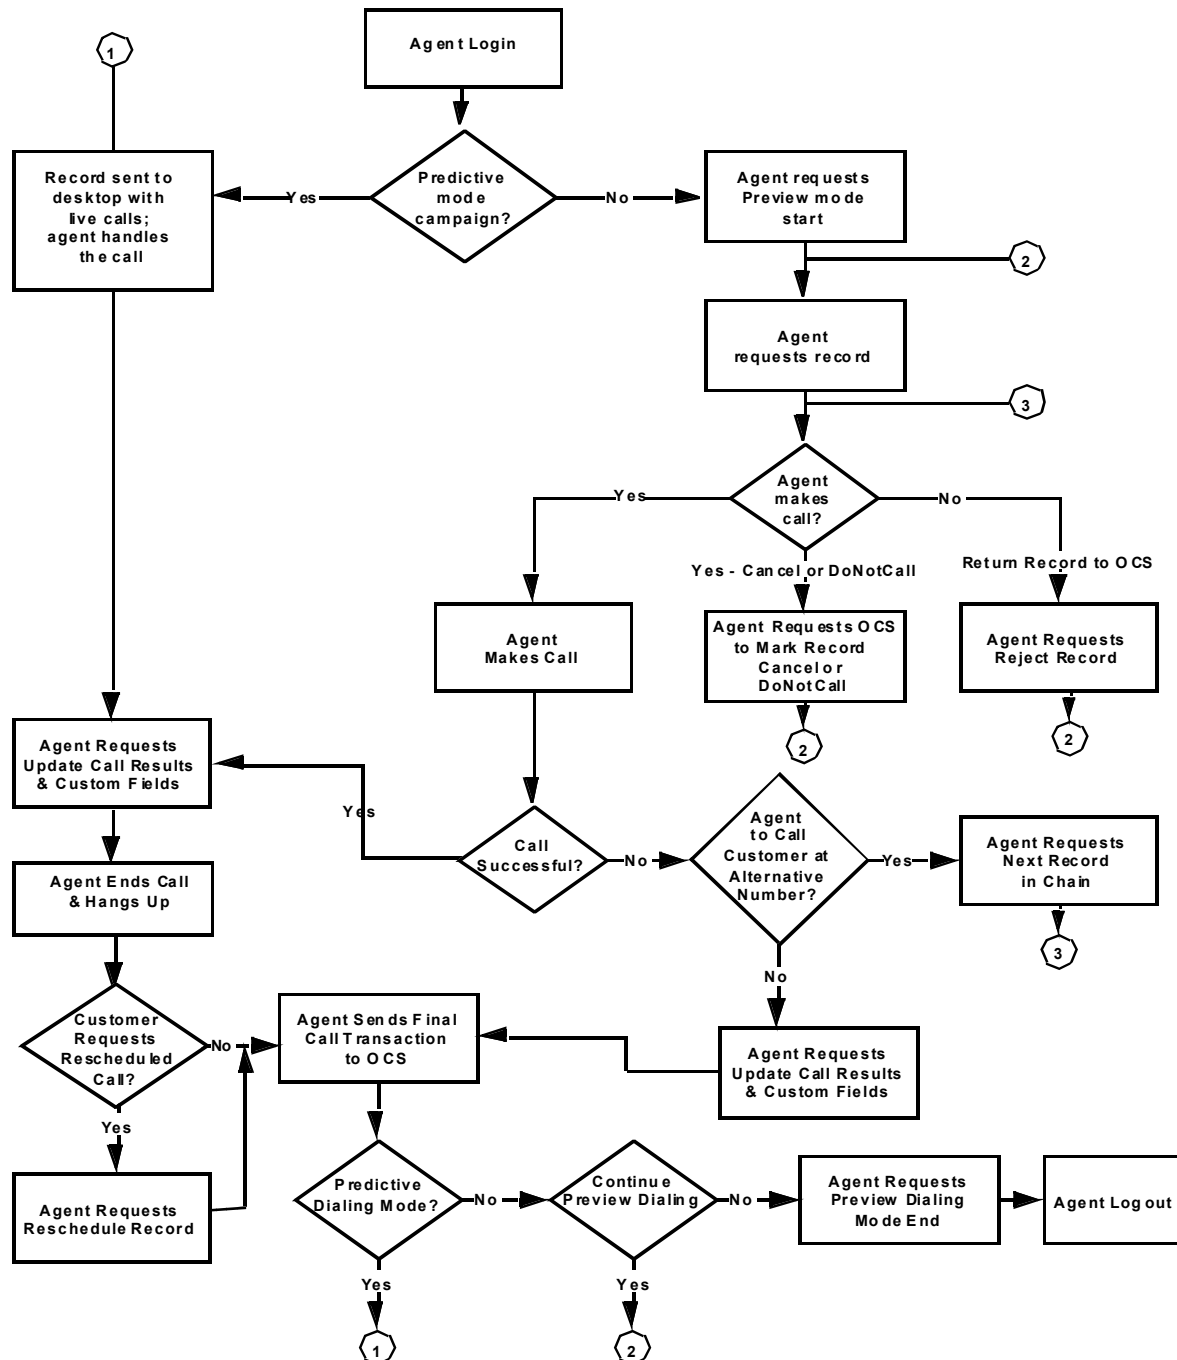 Agent Login
1
Record sent to
desktop with
live calls;
agent handles
the call
Yes
Predictive
mode
campaign?
No
Agent requests
Preview mode
start
2
Agent
requests record
3
Agent
makes
call?
Yes
No
Yes - Cancel or DoNotCall
Return Record to OCS
Agent
Makes Call
Agent Requests OCS
to Mark Record
Cancel or
DoNotCall
Agent Requests
Reject Record
2
2
Agent Requests
Update Call Results
& Custom Fields
Yes
Call
Successful?
No
Agent
to Call
Customer at
Alternative
Number?
Yes
Agent Requests
Next Record
in Chain
3
Agent Ends Call
& Hangs Up
No
Customer
Requests
Rescheduled
Call?
No
Agent Sends Final
Call Transaction
to OCS
Agent Requests
Update Call Results
& Custom Fields
Yes
Agent Requests
Reschedule Record
Predictive
Dialing Mode?
No
Continue
Preview Dialing
No
Agent Requests
Preview Dialing
Mode End
Agent Logout
Yes
Yes
1
2